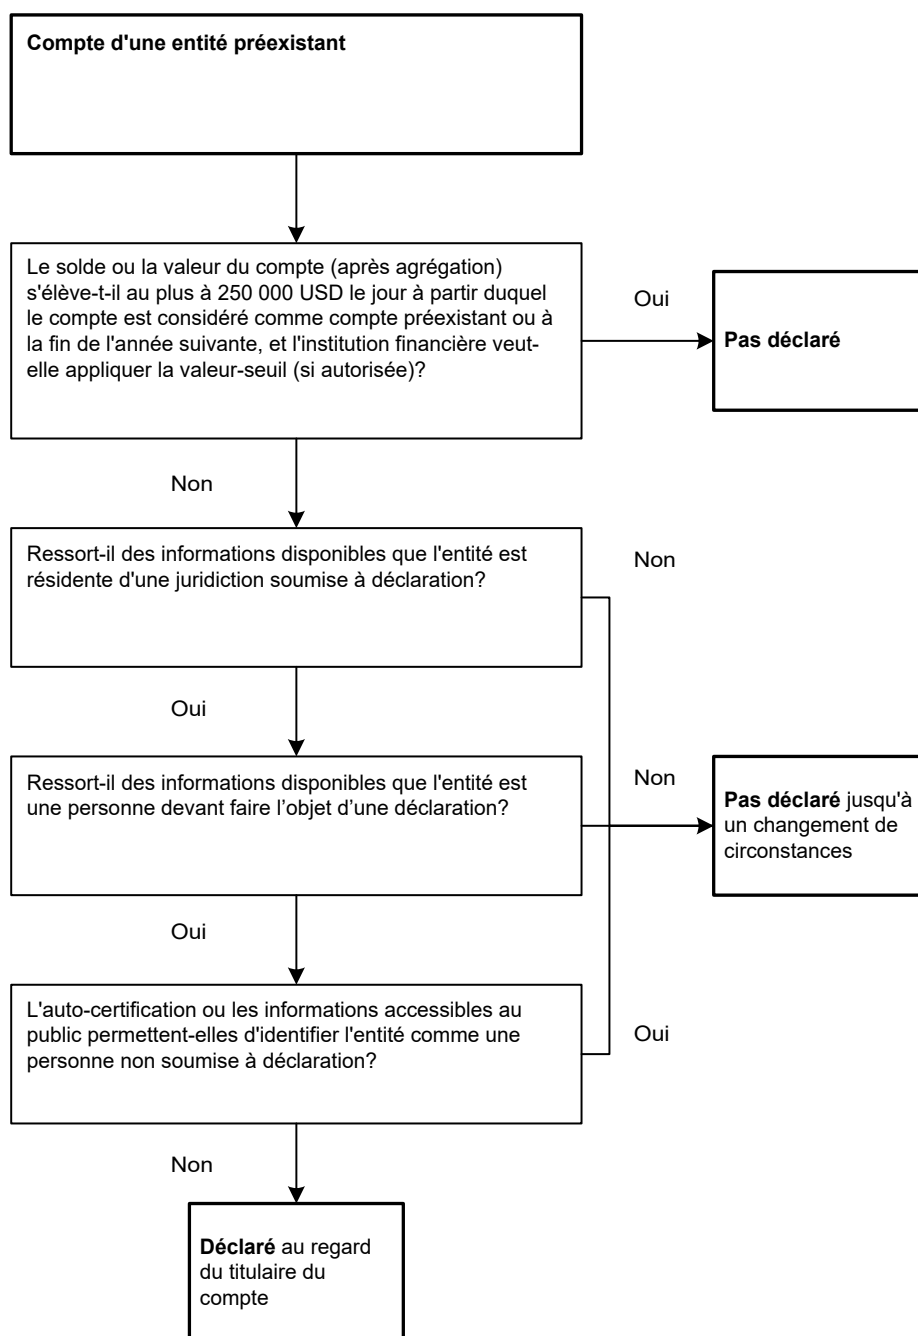 Compte d'une entité préexistant
Le solde ou la valeur du compte (après agrégation)
s'élève-t-il au plus à 250 000 USD le jour à partir duquel
le compte est considéré comme compte préexistant ou à
la fin de l'année suivante, et l'institution financière veut-
elle appliquer la valeur-seuil (si autorisée)?
Oui
Pas déclaré
Non
Ressort-il des informations disponibles que l'entité est
résidente d'une juridiction soumise à déclaration?
Non
Oui
Ressort-il des informations disponibles que l'entité est
une personne devant faire l’objet d’une déclaration?
Non
Pas déclaré jusqu'à
un changement de
circonstances
Oui
L'auto-certification ou les informations accessibles au
public permettent-elles d'identifier l'entité comme une
personne non soumise à déclaration?
Oui
Non
Déclaré au regard
du titulaire du
compte